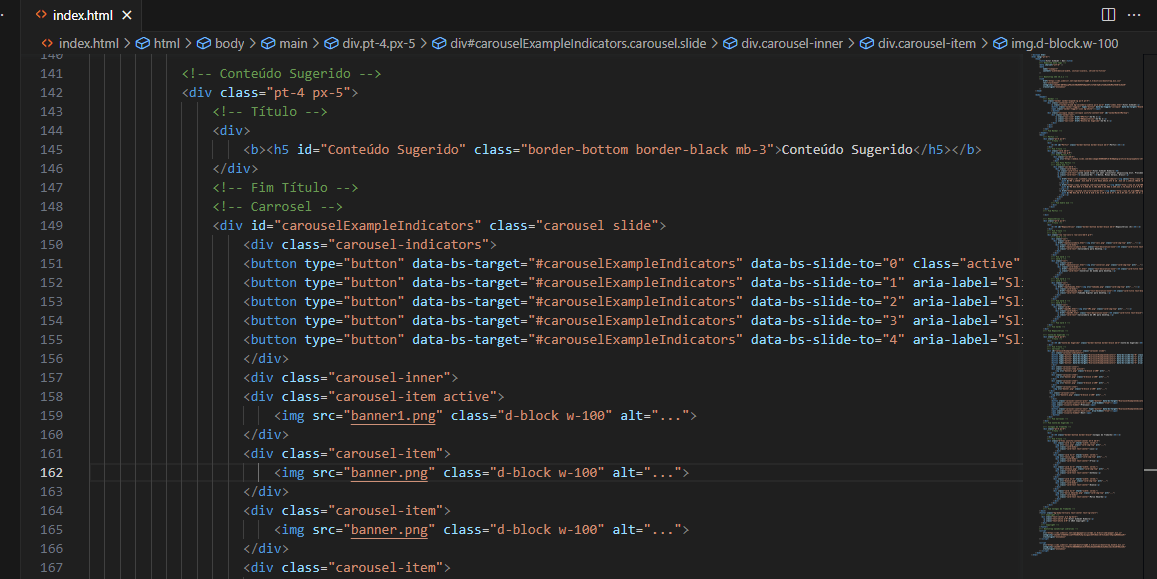 index.html
index.html > html > body > main > div.pt-4.px-5 > div#carouselExampleIndicators.carousel.slide > div.carousel-inner > div.carousel-item > img.d-block.w-100
140
141 <!-- Conteúdo Sugerido -->
142 <div class="pt-4 px-5">
143 <!-- Título -->
144 <div>
145 <b><h5 id="Conteúdo Sugerido" class="border-bottom border-black mb-3">Conteúdo Sugerido</h5></b>
146 </div>
147 <!-- Fim Título -->
148 <!-- Carrosel -->
149 <div id="carouselExampleIndicators" class="carousel slide">
150 <div class="carousel-indicators">
151 <button type="button" data-bs-target="#carouselExampleIndicators" data-bs-slide-to="0" class="active"
152 <button type="button" data-bs-target="#carouselExampleIndicators" data-bs-slide-to="1" aria-label="Sli
153 <button type="button" data-bs-target="#carouselExampleIndicators" data-bs-slide-to="2" aria-label="Sli
154 <button type="button" data-bs-target="#carouselExampleIndicators" data-bs-slide-to="3" aria-label="Sli
155 <button type="button" data-bs-target="#carouselExampleIndicators" data-bs-slide-to="4" aria-label="Sli
156 </div>
157 <div class="carousel-inner">
158 <div class="carousel-item active">
159 <img src="banner1.png" class="d-block w-100" alt="...">
160 </div>
161 <div class="carousel-item">
162 <img src="banner.png" class="d-block w-100" alt="...">
163 </div>
164 <div class="carousel-item">
165 <img src="banner.png" class="d-block w-100" alt="...">
166 </div>
167 <div class="carousel-item">